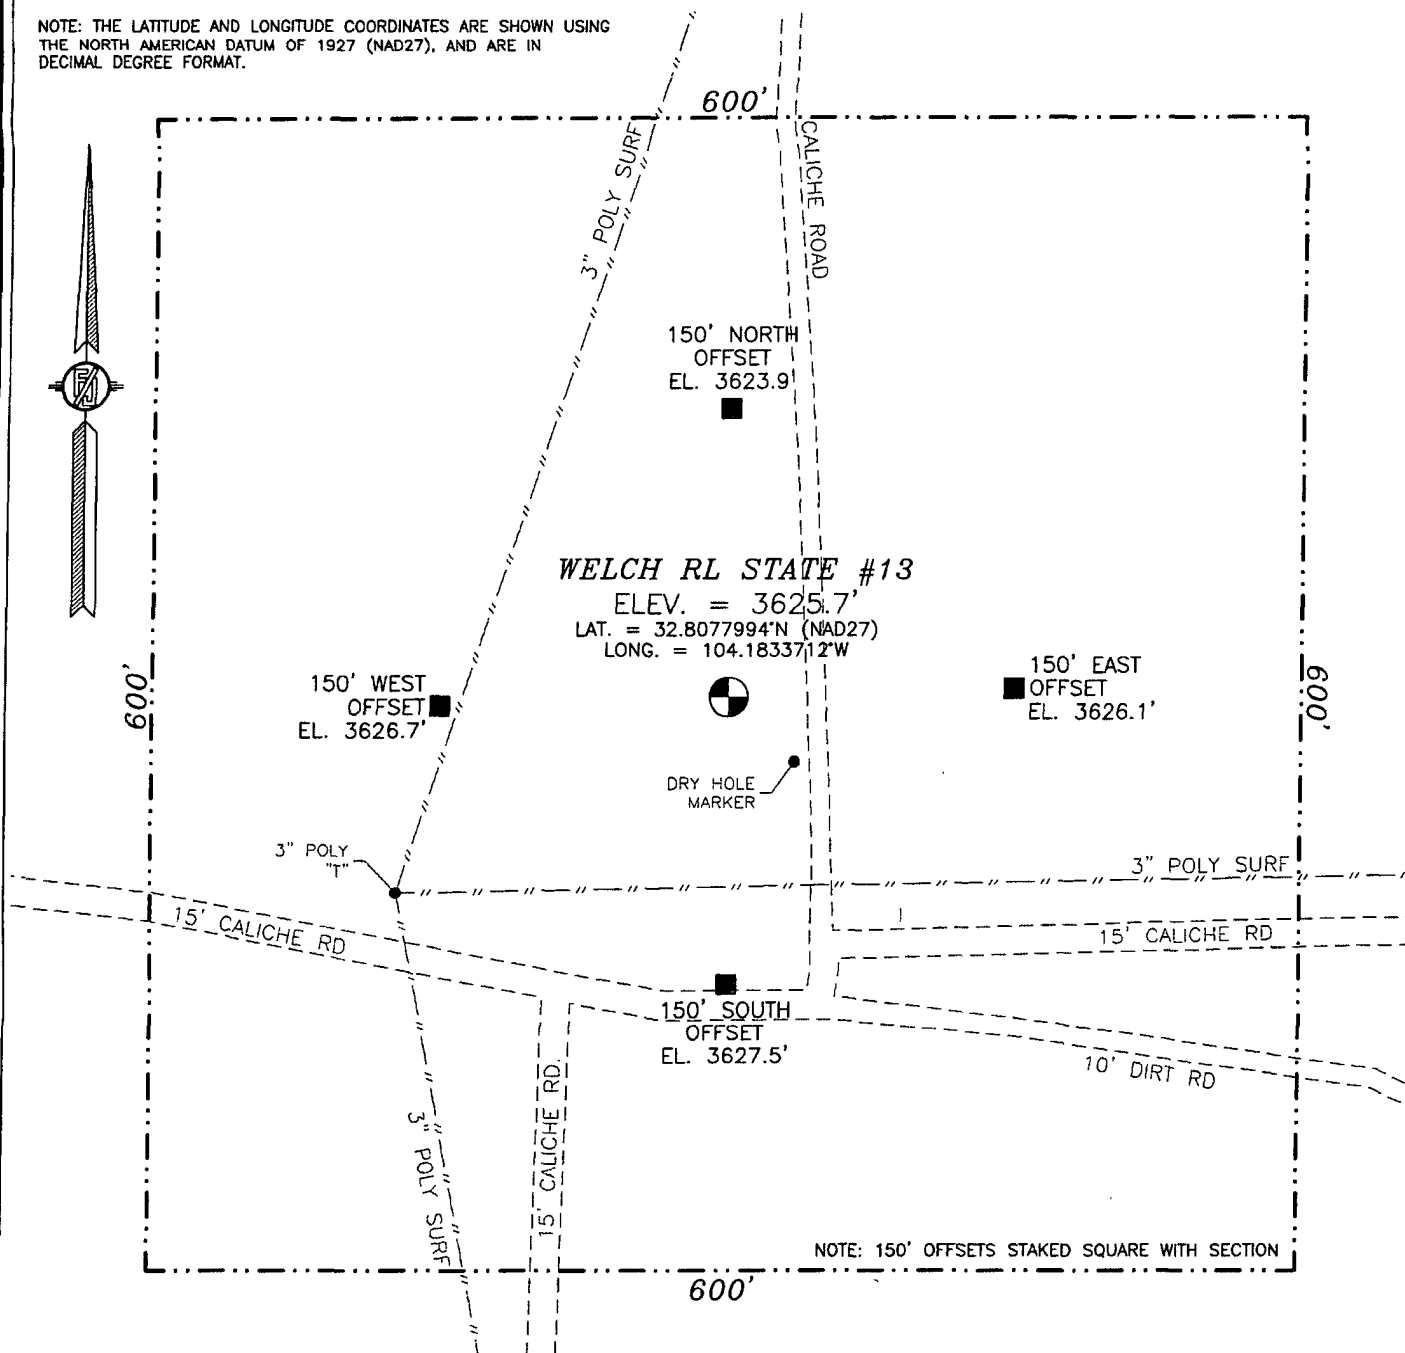 NOTE: THE LATITUDE AND LONGITUDE COORDINATES ARE SHOWN USING
THE NORTH AMERICAN DATUM OF 1927 (NAD27), AND ARE IN
DECIMAL DEGREE FORMAT.
600'
3" POLY SURF
CALICHE ROAD
150' NORTH
OFFSET
EL. 3623.9'
WELCH RL STATE #13
ELEV. = 3625.7'
LAT. = 32.8077994°N (NAD27)
LONG. = 104.1833712°W
600'
150' WEST
OFFSET
EL. 3626.7'
150' EAST
OFFSET
EL. 3626.1'
600'
DRY HOLE
MARKER
3" POLY
"T"
3" POLY SURF
15' CALICHE RD
15' CALICHE RD
150' SOUTH
OFFSET
EL. 3627.5'
10' DIRT RD
3" POLY SURF
15' CALICHE RD.
NOTE: 150' OFFSETS STAKED SQUARE WITH SECTION
600'